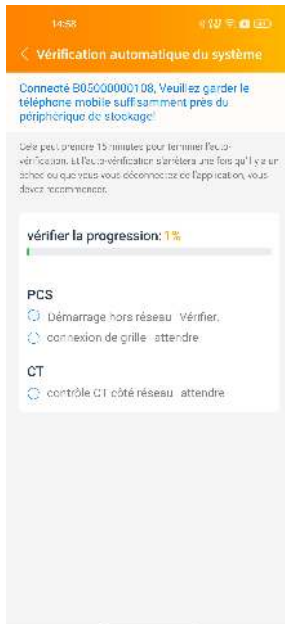 14:58
Vérification automatique du système
Connecté B05000000108, Veuillez garder le
téléphone mobile suffisamment près du
périphérique de stockage!
Cela peut prendre 15 minutes pour terminer l'auto-
vérification. Et l'auto-vérification s'arrêtera une fois qu'il y a un
échec ou que vous vous déconnectez de l'application, vous
devez recommencer.
vérifier la progression: 1%
PCS
Démarrage hors réseau Vérifier.
connexion de grille attendre
CT
contrôle CT côté réseau attendre